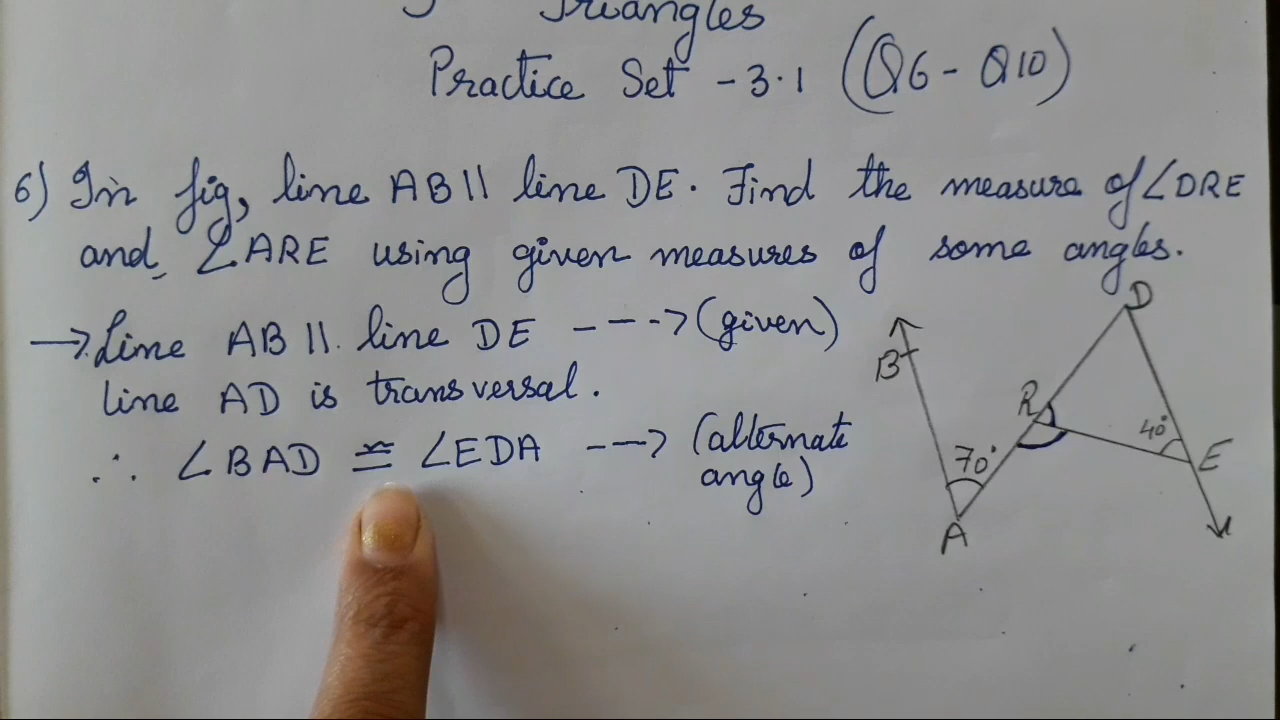 Triangles
Practice Set - 3.1 (Q6 - Q10)
6) In fig, line AB || line DE. Find the measure of ∠DRE
and, ∠ARE using given measures of some angles.
→ Line AB || line DE ----> (given)
line AD is transversal.
∴ ∠BAD ≅ ∠EDA ---> (alternate
angle)
D
B
R
40°
E
70°
A